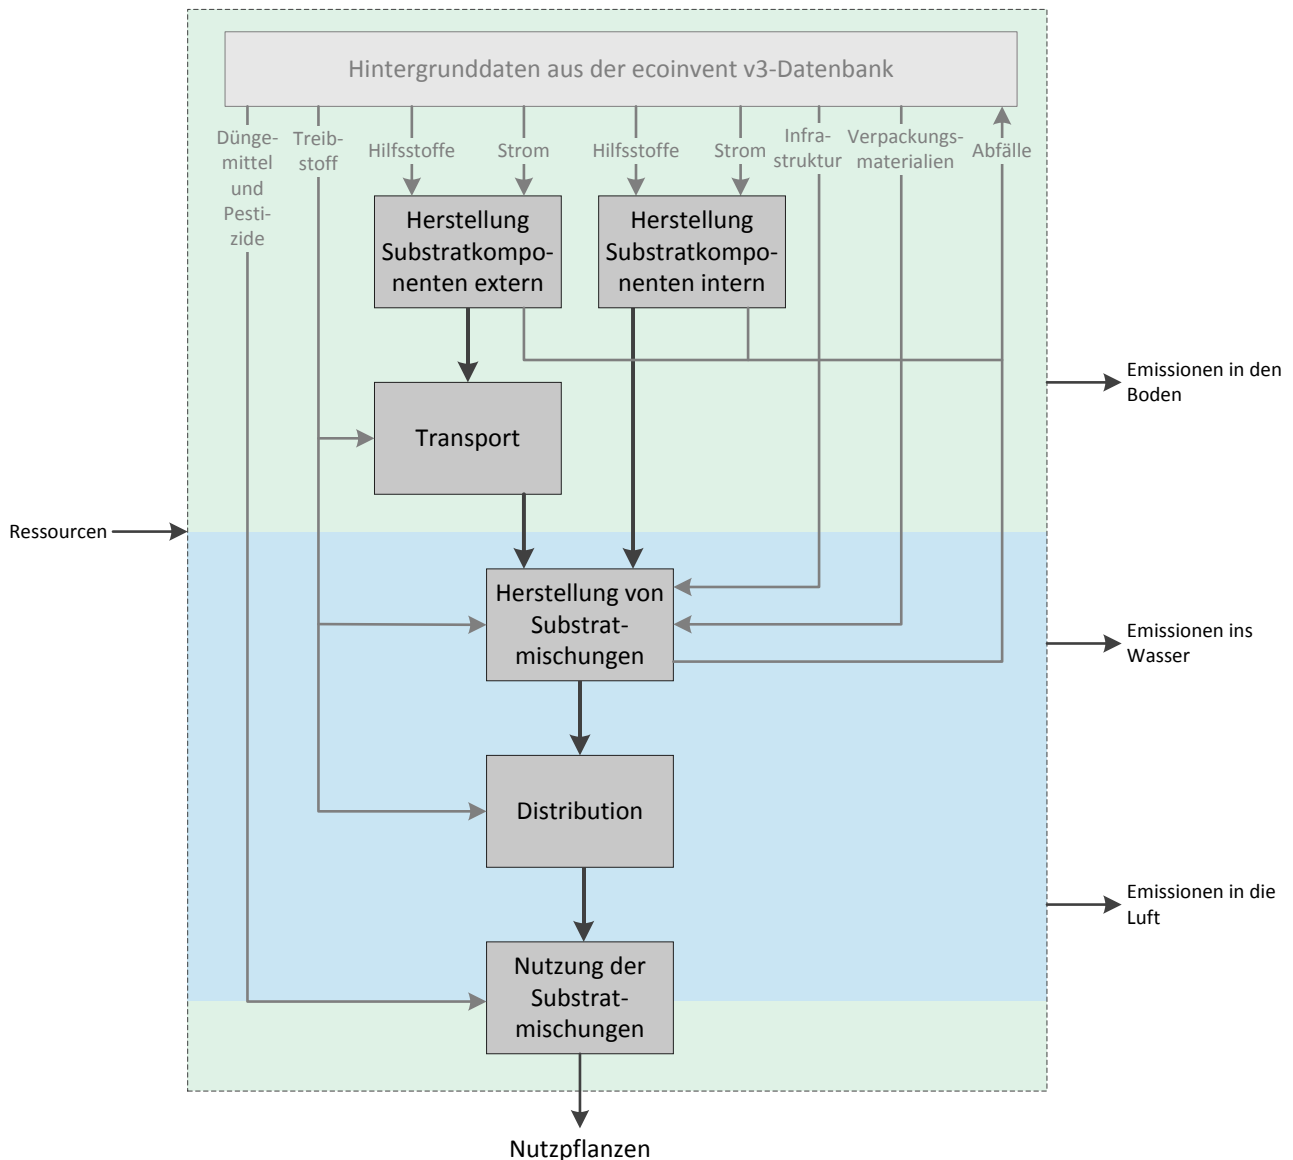 Hintergrunddaten aus der ecoinvent v3-Datenbank
Dünge-
mittel
und
Pesti-
zide
Treib-
stoff
Hilfsstoffe
Strom
Hilfsstoffe
Strom
Infra-
struktur
Verpackungs-
materialien
Abfälle
Herstellung
Substratkompo-
nenten extern
Herstellung
Substratkompo-
nenten intern
Emissionen in den
Boden
Transport
Ressourcen
Herstellung von
Substrat-
mischungen
Emissionen ins
Wasser
Distribution
Emissionen in die
Luft
Nutzung der
Substrat-
mischungen
Nutzpflanzen